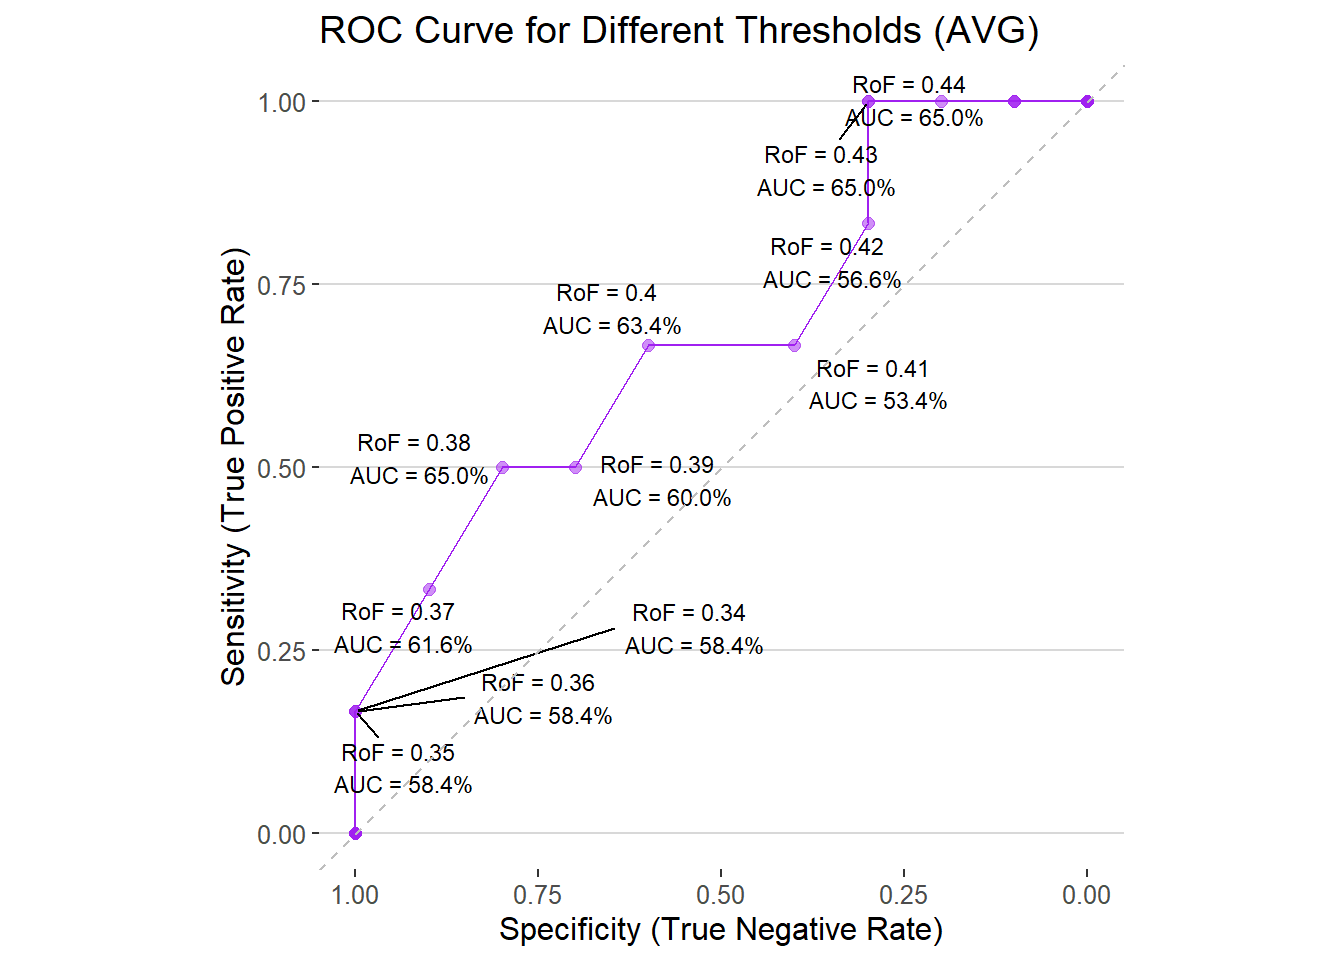 ROC Curve for Different Thresholds (AVG)
RoF = 0.44
AUC = 65.0%
RoF = 0.43
AUC = 65.0%
RoF = 0.42
AUC = 56.6%
RoF = 0.4
AUC = 63.4%
RoF = 0.41
AUC = 53.4%
RoF = 0.38
AUC = 65.0%
RoF = 0.39
AUC = 60.0%
RoF = 0.37
AUC = 61.6%
RoF = 0.34
AUC = 58.4%
RoF = 0.36
AUC = 58.4%
RoF = 0.35
AUC = 58.4%
Sensitivity (True Positive Rate)
1.00
0.75
0.50
0.25
0.00
1.00 0.75 0.50 0.25 0.00
Specificity (True Negative Rate)